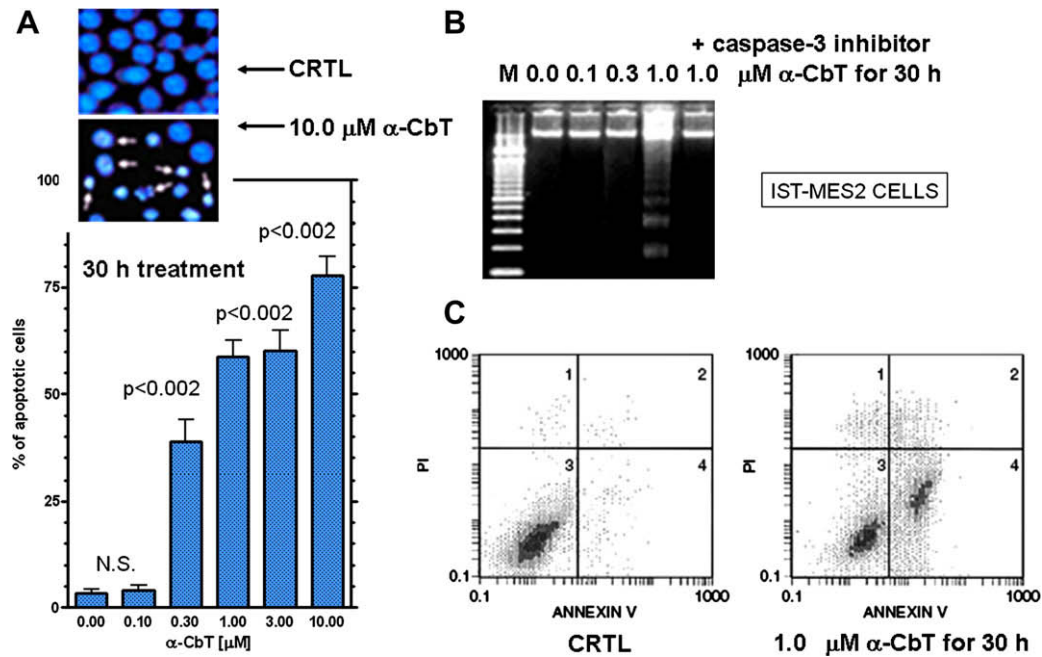 A
CRTL
10.0 μM α-CbT
100
75
50
25
0
% of apoptotic cells
30 h treatment
N.S.
p<0.002
p<0.002
p<0.002
0.00 0.10 0.30 1.00 3.00 10.00
α-CbT [μM]
B
+ caspase-3 inhibitor
M 0.0 0.1 0.3 1.0 1.0 μM α-CbT for 30 h
IST-MES2 CELLS
C
1000
PI
0.1
1 2
3 4
0.1 1000
ANNEXIN V
CRTL
1000
PI
0.1
1 2
3 4
0.1 1000
ANNEXIN V
1.0 μM α-CbT for 30 h